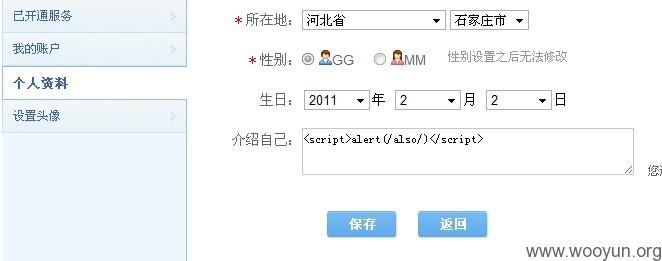 已开通服务
我的账户
个人资料
设置头像
*所在地： 河北省 石家庄市
*性别： GG MM 性别设置之后无法修改
生日： 2011 年 2 月 2 日
介绍自己： <script>alert(/also/)</script>
保存 返回
www.wooyun.org